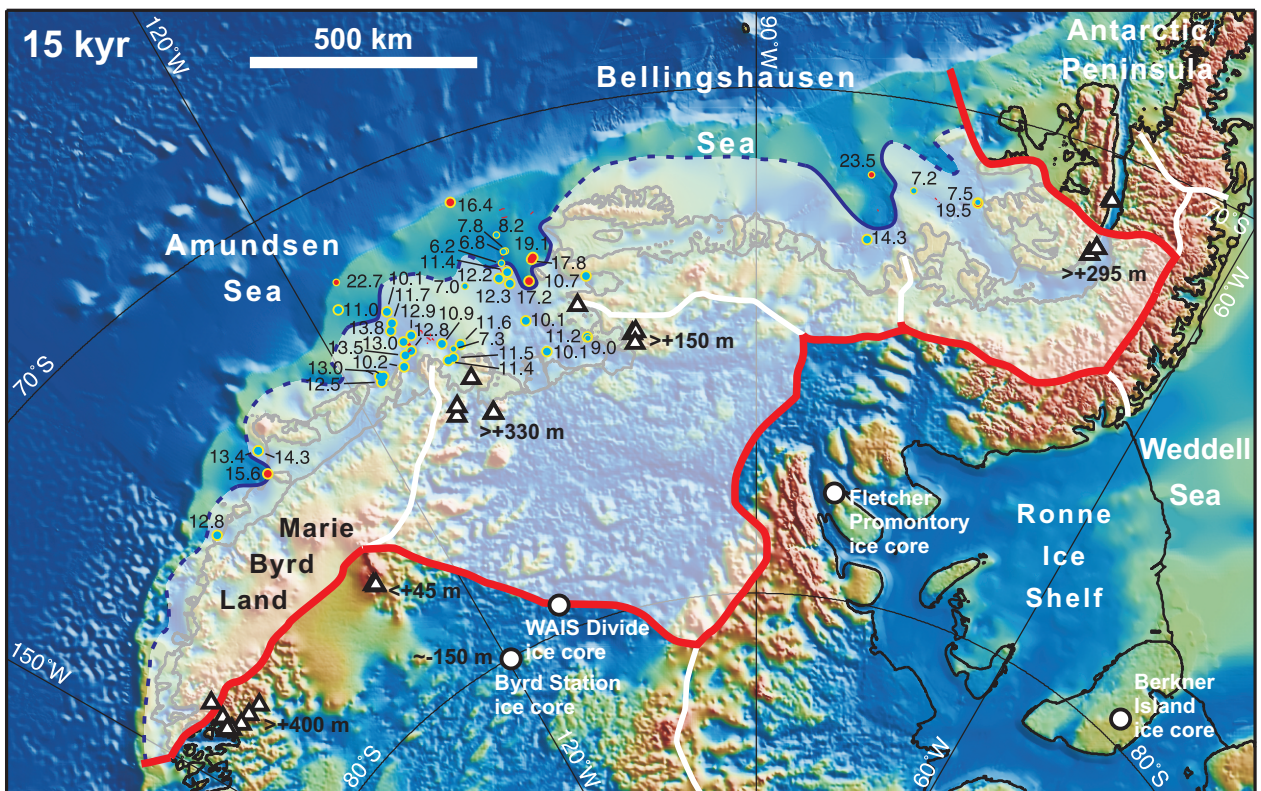 15 kyr
500 km
120°W
90°W
Antarctic
Peninsula
Bellingshausen
Sea
Amundsen
Sea
70°S
70°S
60°W
23.5
7.2
7.5
19.5
14.3
16.4
7.8
8.2
6.2
6.8
19.1
11.4
17.8
12.2
10.7
7.0
12.3
17.2
22.7
10.1
11.7
11.0
12.9
10.9
10.1
13.8
12.8
11.6
13.5
13.0
7.3
11.2
9.0
10.2
11.5
10.1
13.0
11.4
12.5
>+295 m
>+150 m
>+330 m
13.4
14.3
15.6
12.8
Marie
Byrd
Land
<+45 m
WAIS Divide
ice core
~-150 m
Byrd Station
ice core
>+400 m
Fletcher
Promontory
ice core
Ronne
Ice
Shelf
Weddell
Sea
Berkner
Island
ice core
150°W
80°S
120°W
60°W
80°S